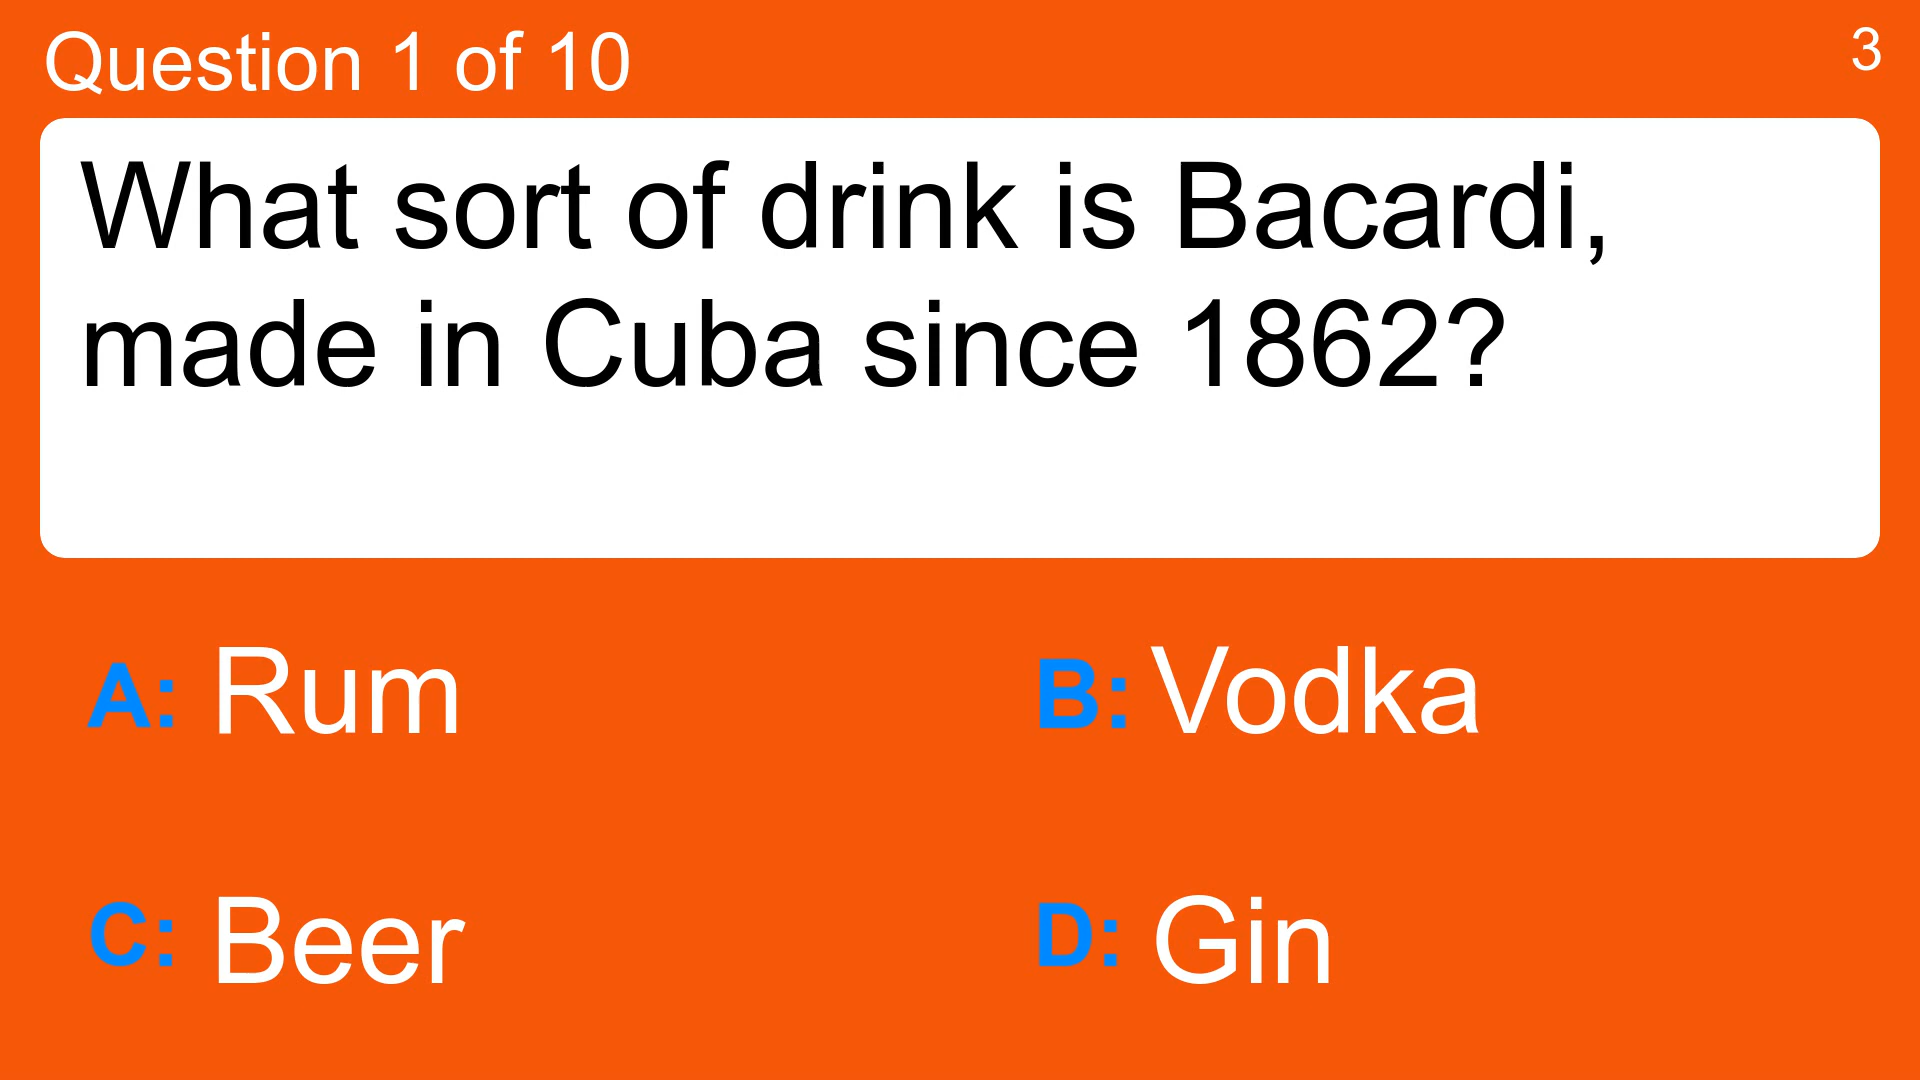 Question 1 of 10
3
What sort of drink is Bacardi,
made in Cuba since 1862?
A: Rum
B: Vodka
C: Beer
D: Gin